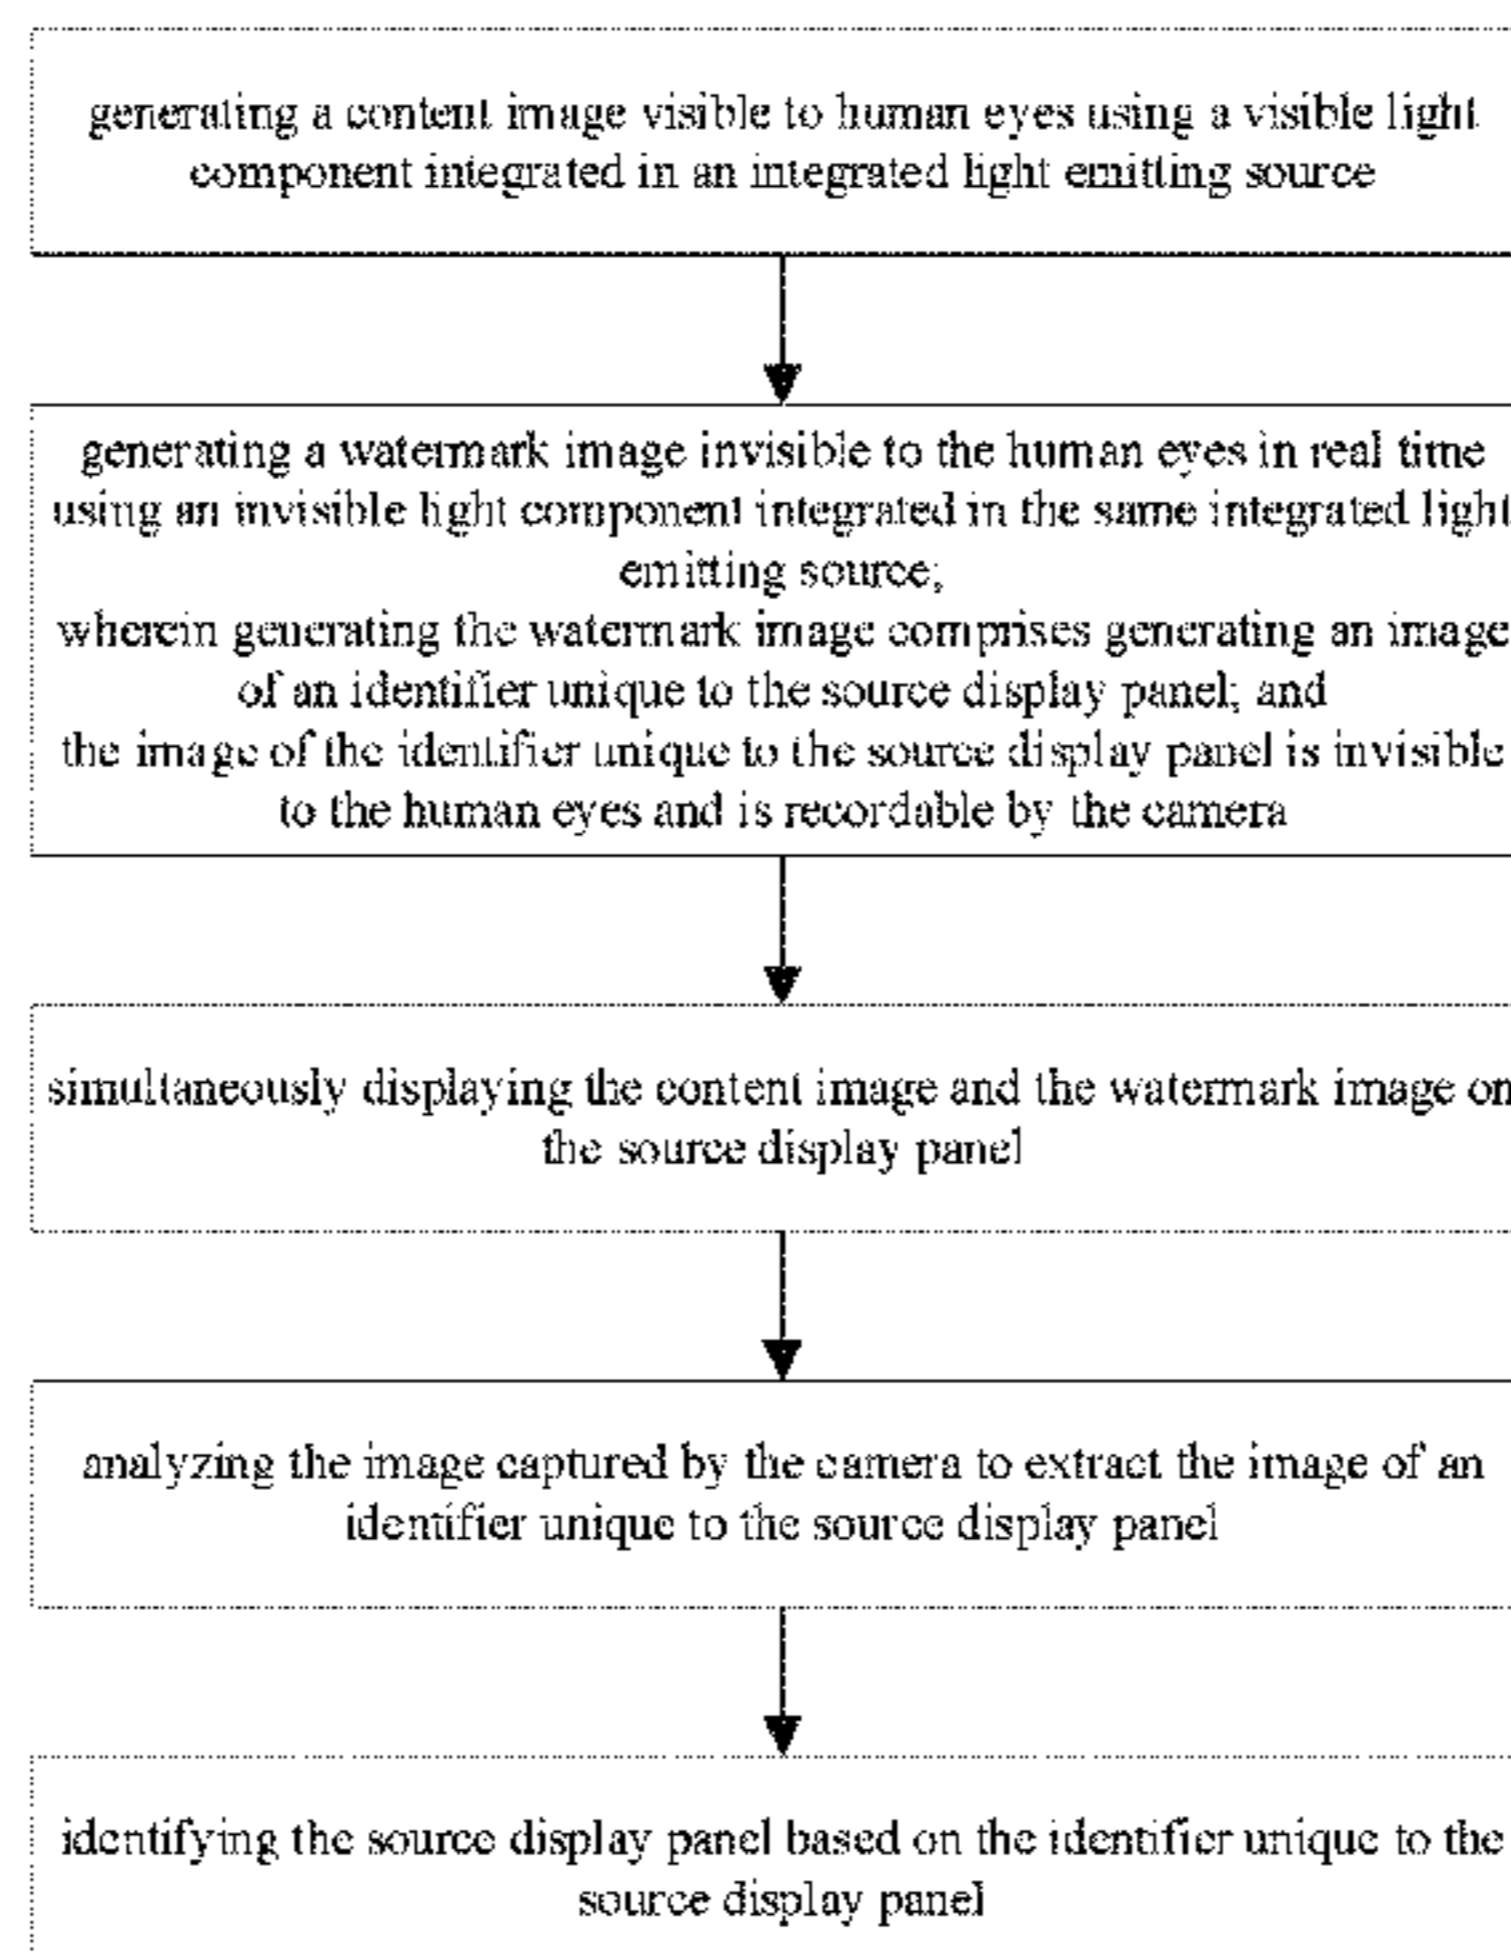 generating a content image visible to human eyes using a visible light
component integrated in an integrated light emitting source
generating a watermark image invisible to the human eyes in real time
using an invisible light component integrated in the same integrated light
emitting source;
wherein generating the watermark image comprises generating an image
of an identifier unique to the source display panel; and
the image of the identifier unique to the source display panel is invisible
to the human eyes and is recordable by the camera
simultaneously displaying the content image and the watermark image on
the source display panel
analyzing the image captured by the camera to extract the image of an
identifier unique to the source display panel
identifying the source display panel based on the identifier unique to the
source display panel